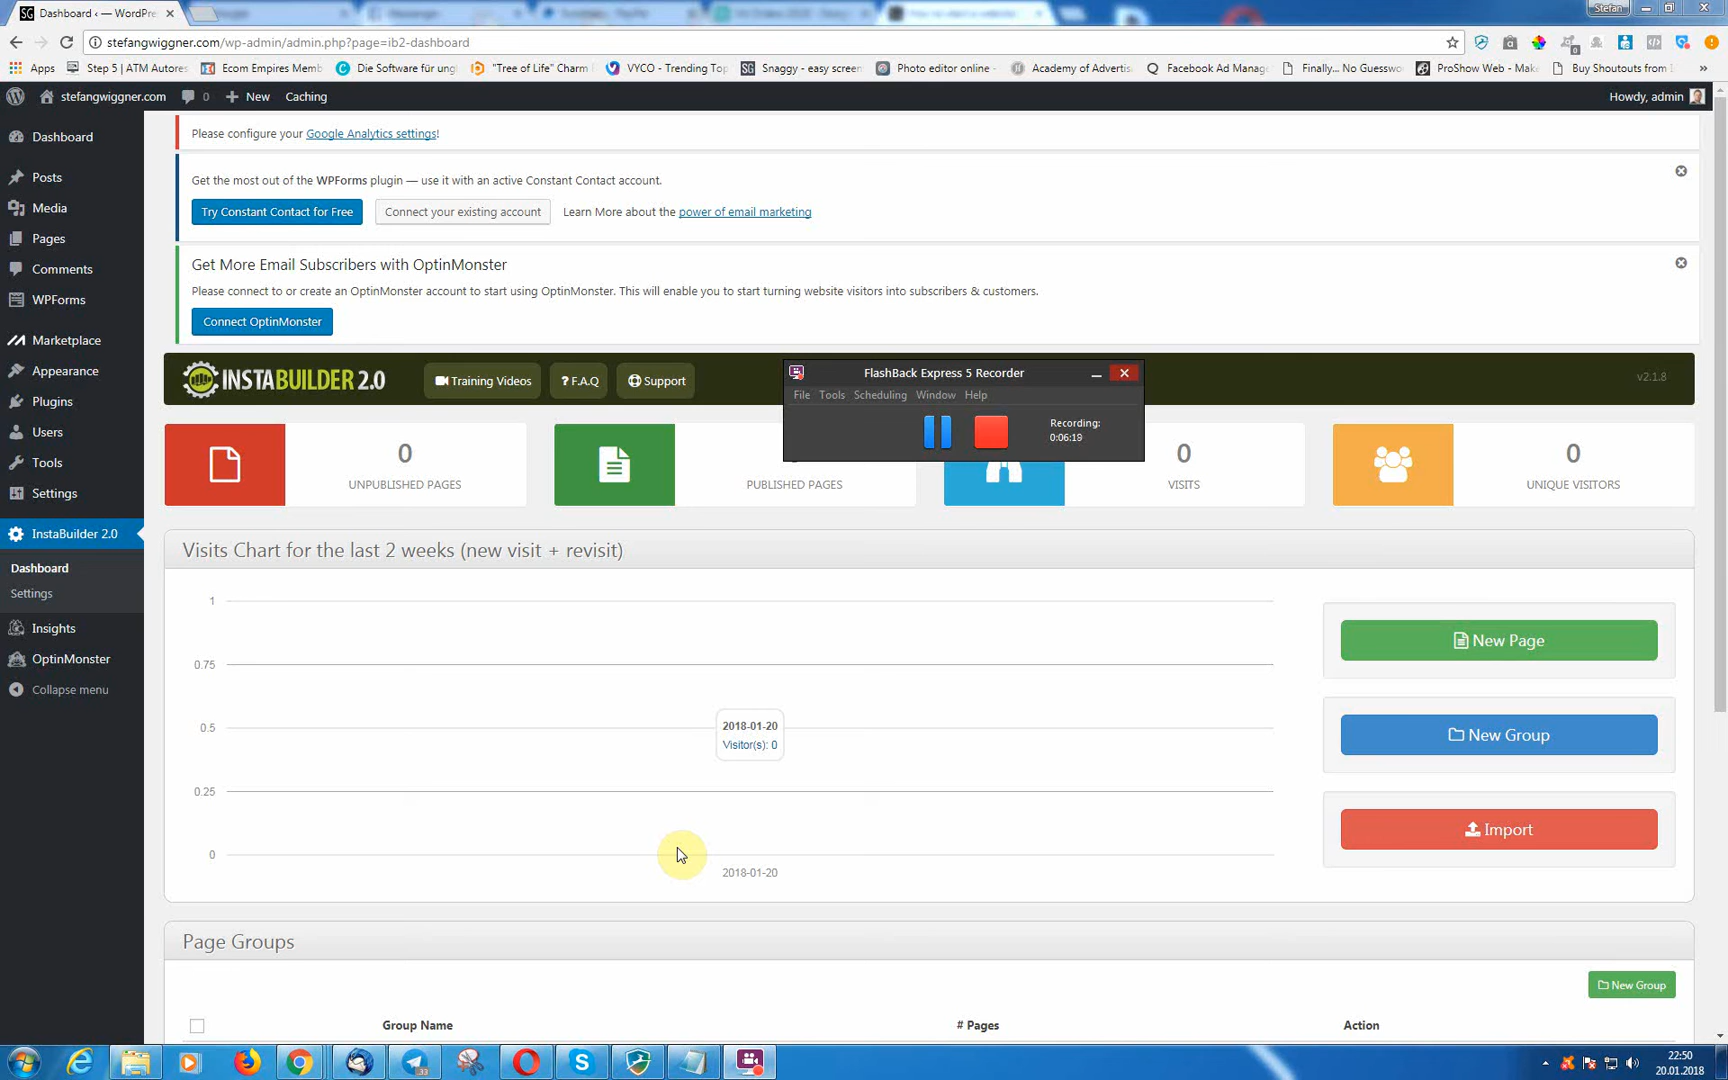 Dashboard ‹ — WordPre
Stefan
stefangwiggner.com/wp-admin/admin.php?page=ib2-dashboard
Apps
Step 5 | ATM Autores
Ecom Empires Memb
Die Software für ung
"Tree of Life" Charm
VYCO - Trending Top
Snaggy - easy screen
Photo editor online -
Academy of Advertis
Facebook Ad Manag
Finally... No Guesswo
ProShow Web - Make
Buy Shoutouts from
»
stefangwiggner.com
0
New
Caching
Howdy, admin
Dashboard
Posts
Media
Pages
Comments
WPForms
Marketplace
Appearance
Plugins
Users
Tools
Settings
InstaBuilder 2.0
Dashboard
Settings
Insights
OptinMonster
Collapse menu
Please configure your Google Analytics settings!
Get the most out of the WPForms plugin — use it with an active Constant Contact account.
Try Constant Contact for Free
Connect your existing account
Learn More about the power of email marketing
Get More Email Subscribers with OptinMonster
Please connect to or create an OptinMonster account to start using OptinMonster. This will enable you to start turning website visitors into subscribers & customers.
Connect OptinMonster
INSTABUILDER 2.0
Training Videos
? F.A.Q
Support
v2.1.8
FlashBack Express 5 Recorder
File Tools Scheduling Window Help
Recording:
0:06:19
0
UNPUBLISHED PAGES
PUBLISHED PAGES
0
VISITS
0
UNIQUE VISITORS
Visits Chart for the last 2 weeks (new visit + revisit)
1
0.75
0.5
0.25
0
2018-01-20
Visitor(s): 0
2018-01-20
New Page
New Group
Import
Page Groups
New Group
Group Name
# Pages
Action
33
22:50
20.01.2018